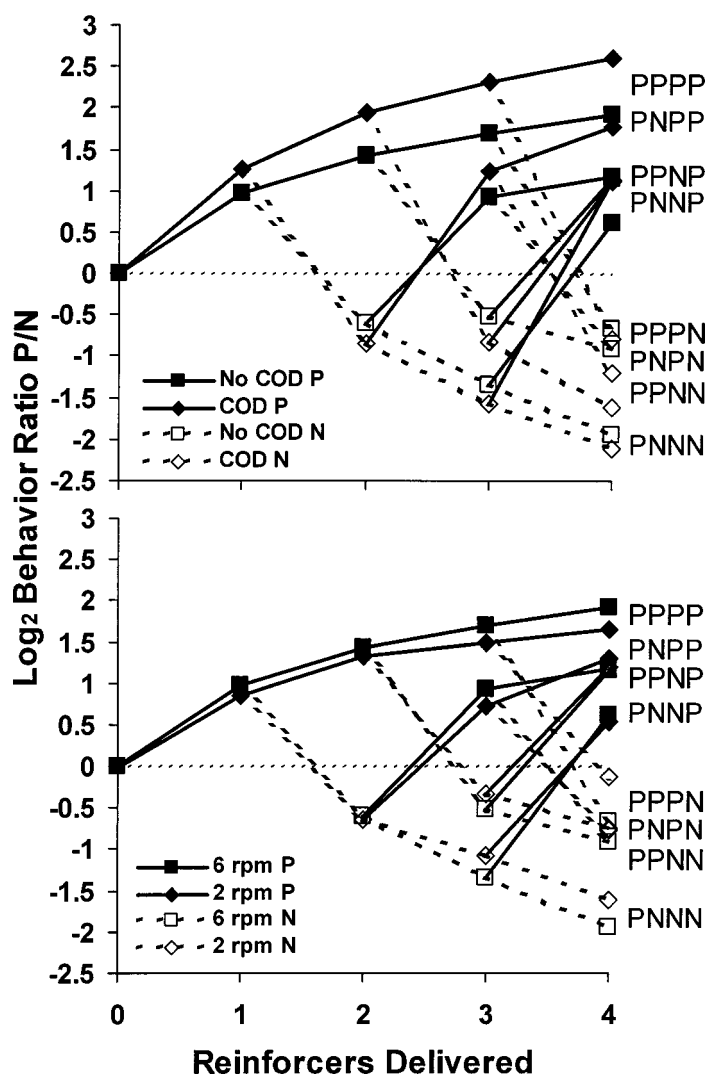 Log2 Behavior Ratio P/N
3
2.5
2
1.5
1
0.5
0
-0.5
-1
-1.5
-2
-2.5
PPPP
PNPP
PPNP
PNNP
PPPN
PNPN
PPNN
PNNN
No COD P
COD P
No COD N
COD N
3
2.5
2
1.5
1
0.5
0
-0.5
-1
-1.5
-2
-2.5
PPPP
PNPP
PPNP
PNNP
PPPN
PNPN
PPNN
PNNN
6 rpm P
2 rpm P
6 rpm N
2 rpm N
0 1 2 3 4
Reinforcers Delivered